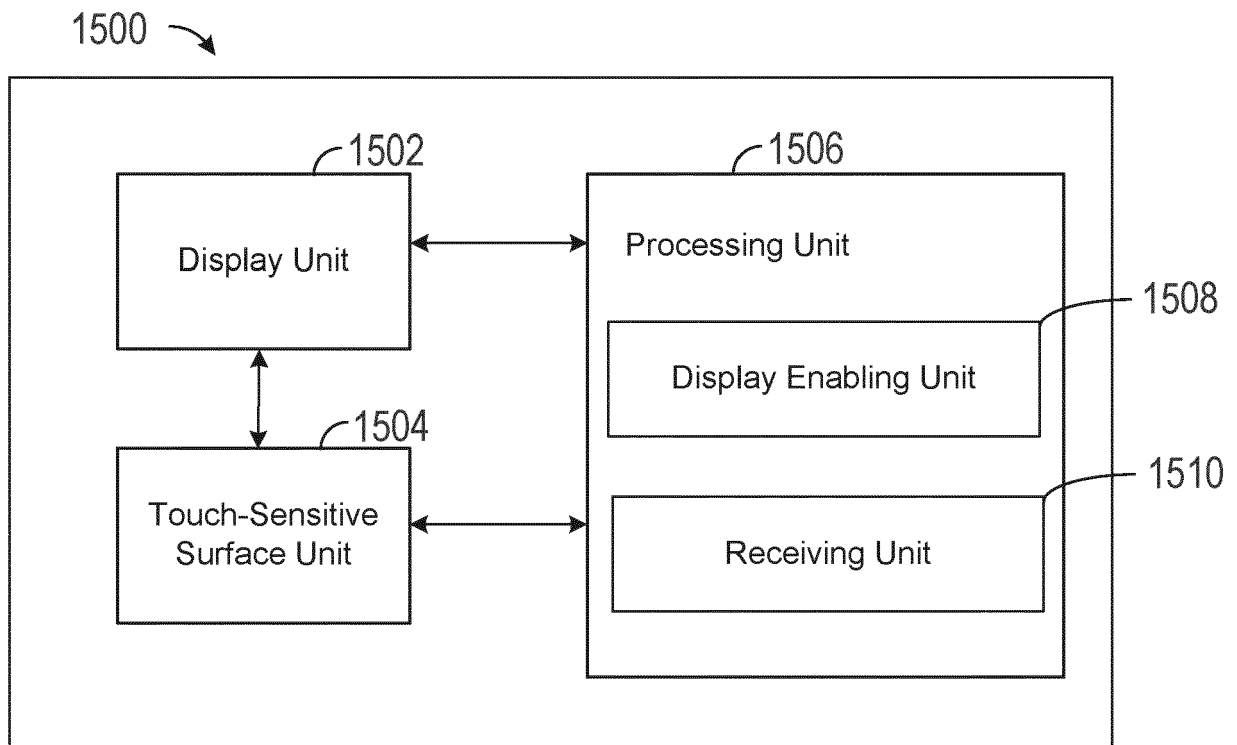 1500
1502
1506
Display Unit
Processing Unit
1508
Display Enabling Unit
1504
1510
Touch-Sensitive
Surface Unit
Receiving Unit